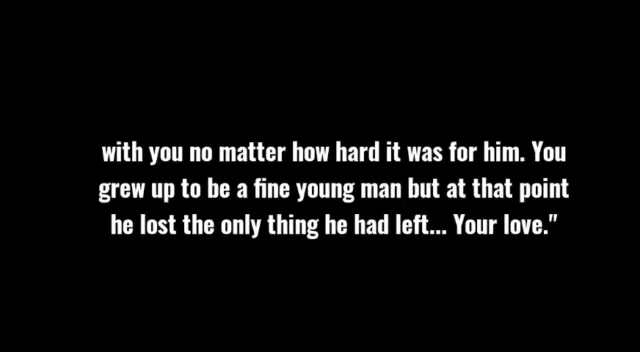 with you no matter how hard it was for him. You
grew up to be a fine young man but at that point
he lost the only thing he had left... Your love."